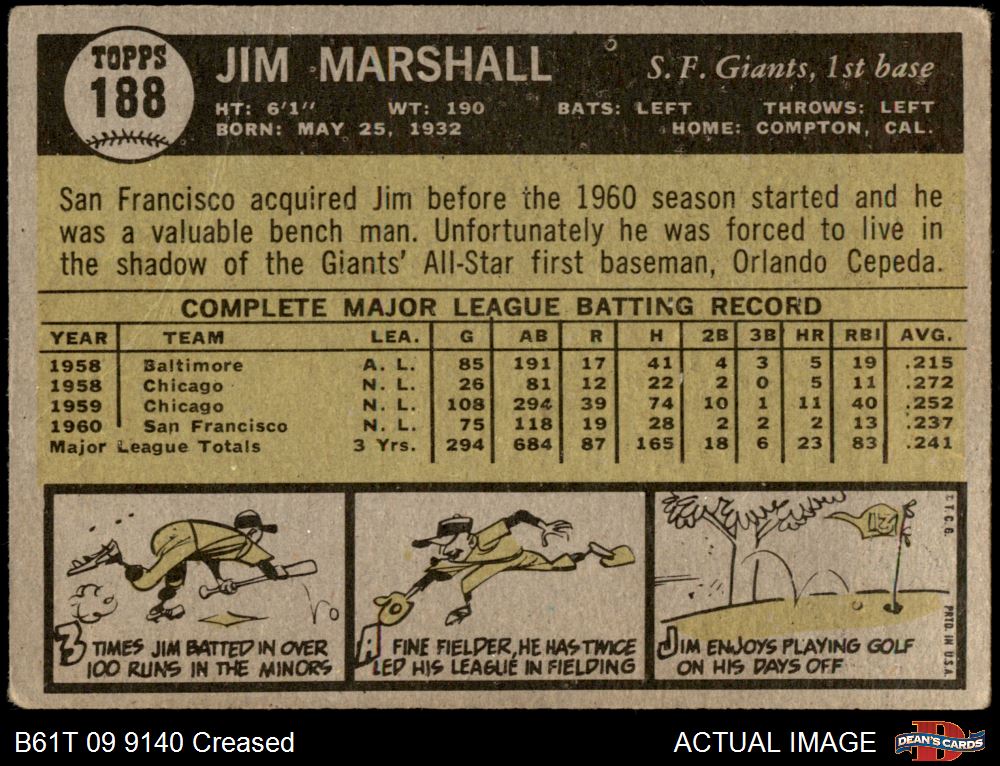 TOPPS
188
JIM MARSHALL
S. F. Giants, 1st base
HT: 6'1" WT: 190 BATS: LEFT THROWS: LEFT
BORN: MAY 25, 1932 HOME: COMPTON, CAL.
San Francisco acquired Jim before the 1960 season started and he
was a valuable bench man. Unfortunately he was forced to live in
the shadow of the Giants' All-Star first baseman, Orlando Cepeda.
COMPLETE MAJOR LEAGUE BATTING RECORD
YEAR TEAM LEA. G AB R H 2B 3B HR RBI AVG.
1958 Baltimore A. L. 85 191 17 41 4 3 5 19 .215
1958 Chicago N. L. 26 81 12 22 2 0 5 11 .272
1959 Chicago N. L. 108 294 39 74 10 1 11 40 .252
1960 San Francisco N. L. 75 118 19 28 2 2 2 13 .237
Major League Totals 3 Yrs. 294 684 87 165 18 6 23 83 .241
3 TIMES JIM BATTED IN OVER
100 RUNS IN THE MINORS
A FINE FIELDER, HE HAS TWICE
LED HIS LEAGUE IN FIELDING
JIM ENJOYS PLAYING GOLF
ON HIS DAYS OFF
T. C. G.
PRTD. IN U.S.A.
B61T 09 9140 Creased
ACTUAL IMAGE
DEAN'S CARDS